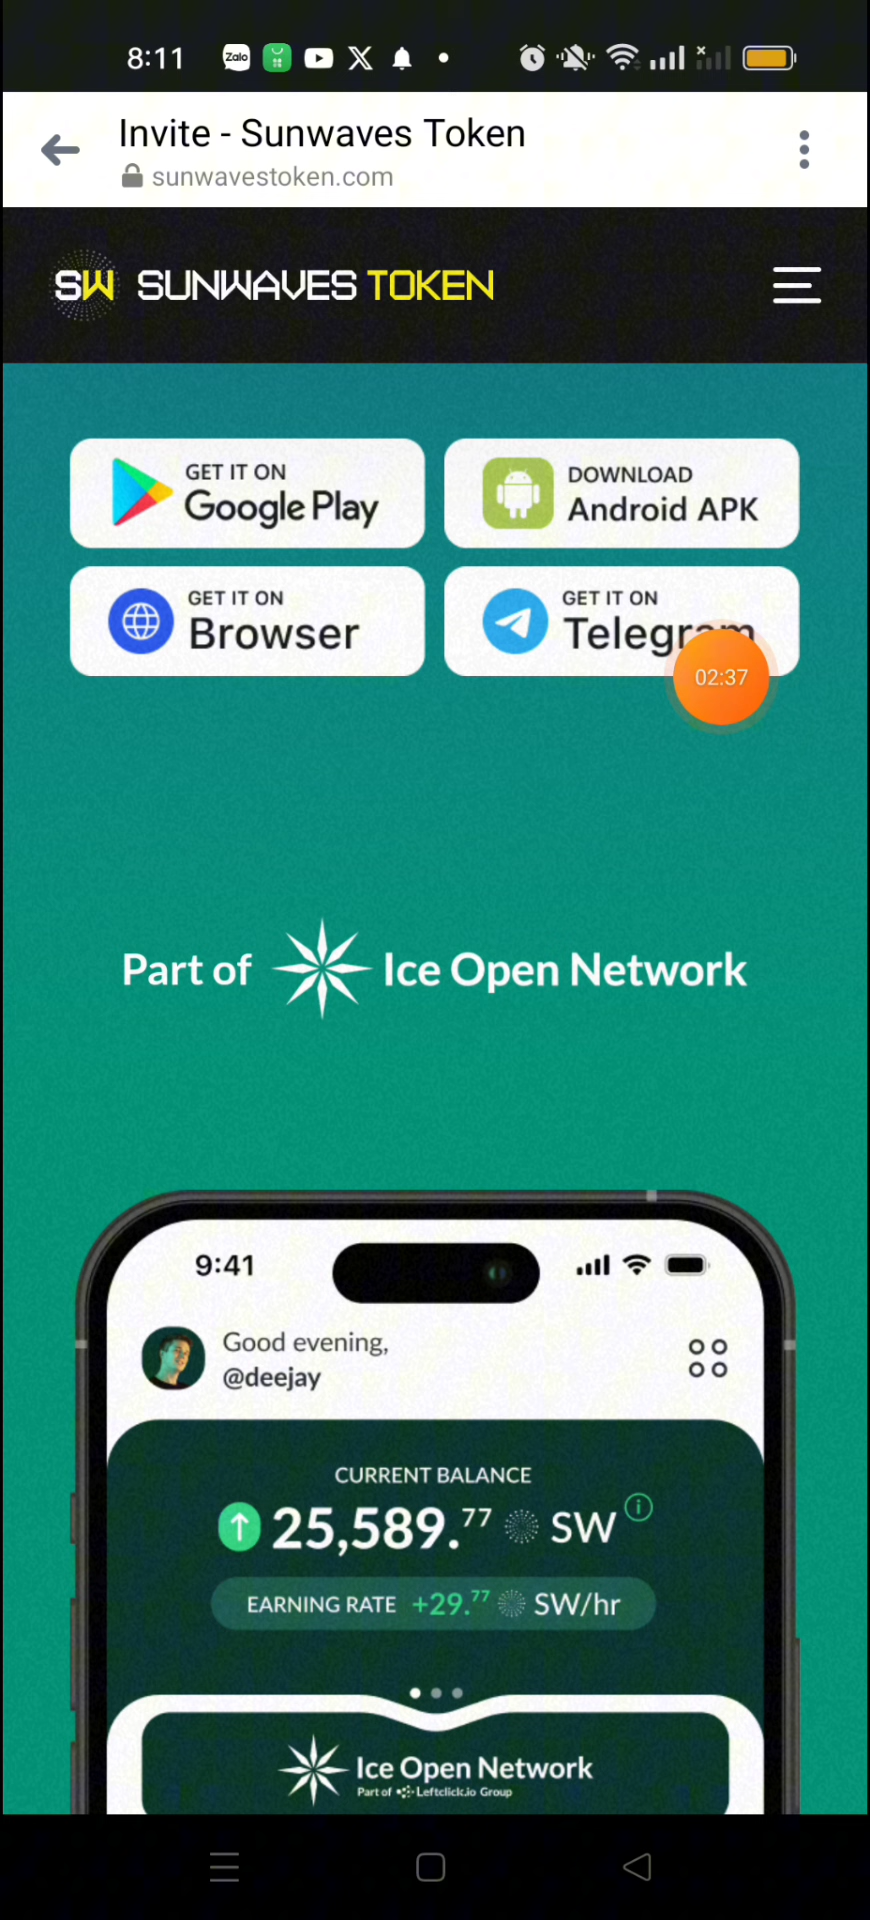 8:11
Zalo
Invite - Sunwaves Token
sunwavestoken.com
SW SUNWAVES TOKEN
GET IT ON
Google Play
DOWNLOAD
Android APK
GET IT ON
Browser
GET IT ON
Telegram
02:37
Part of Ice Open Network
9:41
Good evening,
@deejay
CURRENT BALANCE
25,589.77 SW
EARNING RATE +29.77 SW/hr
Ice Open Network
Part of Leftclick.io Group